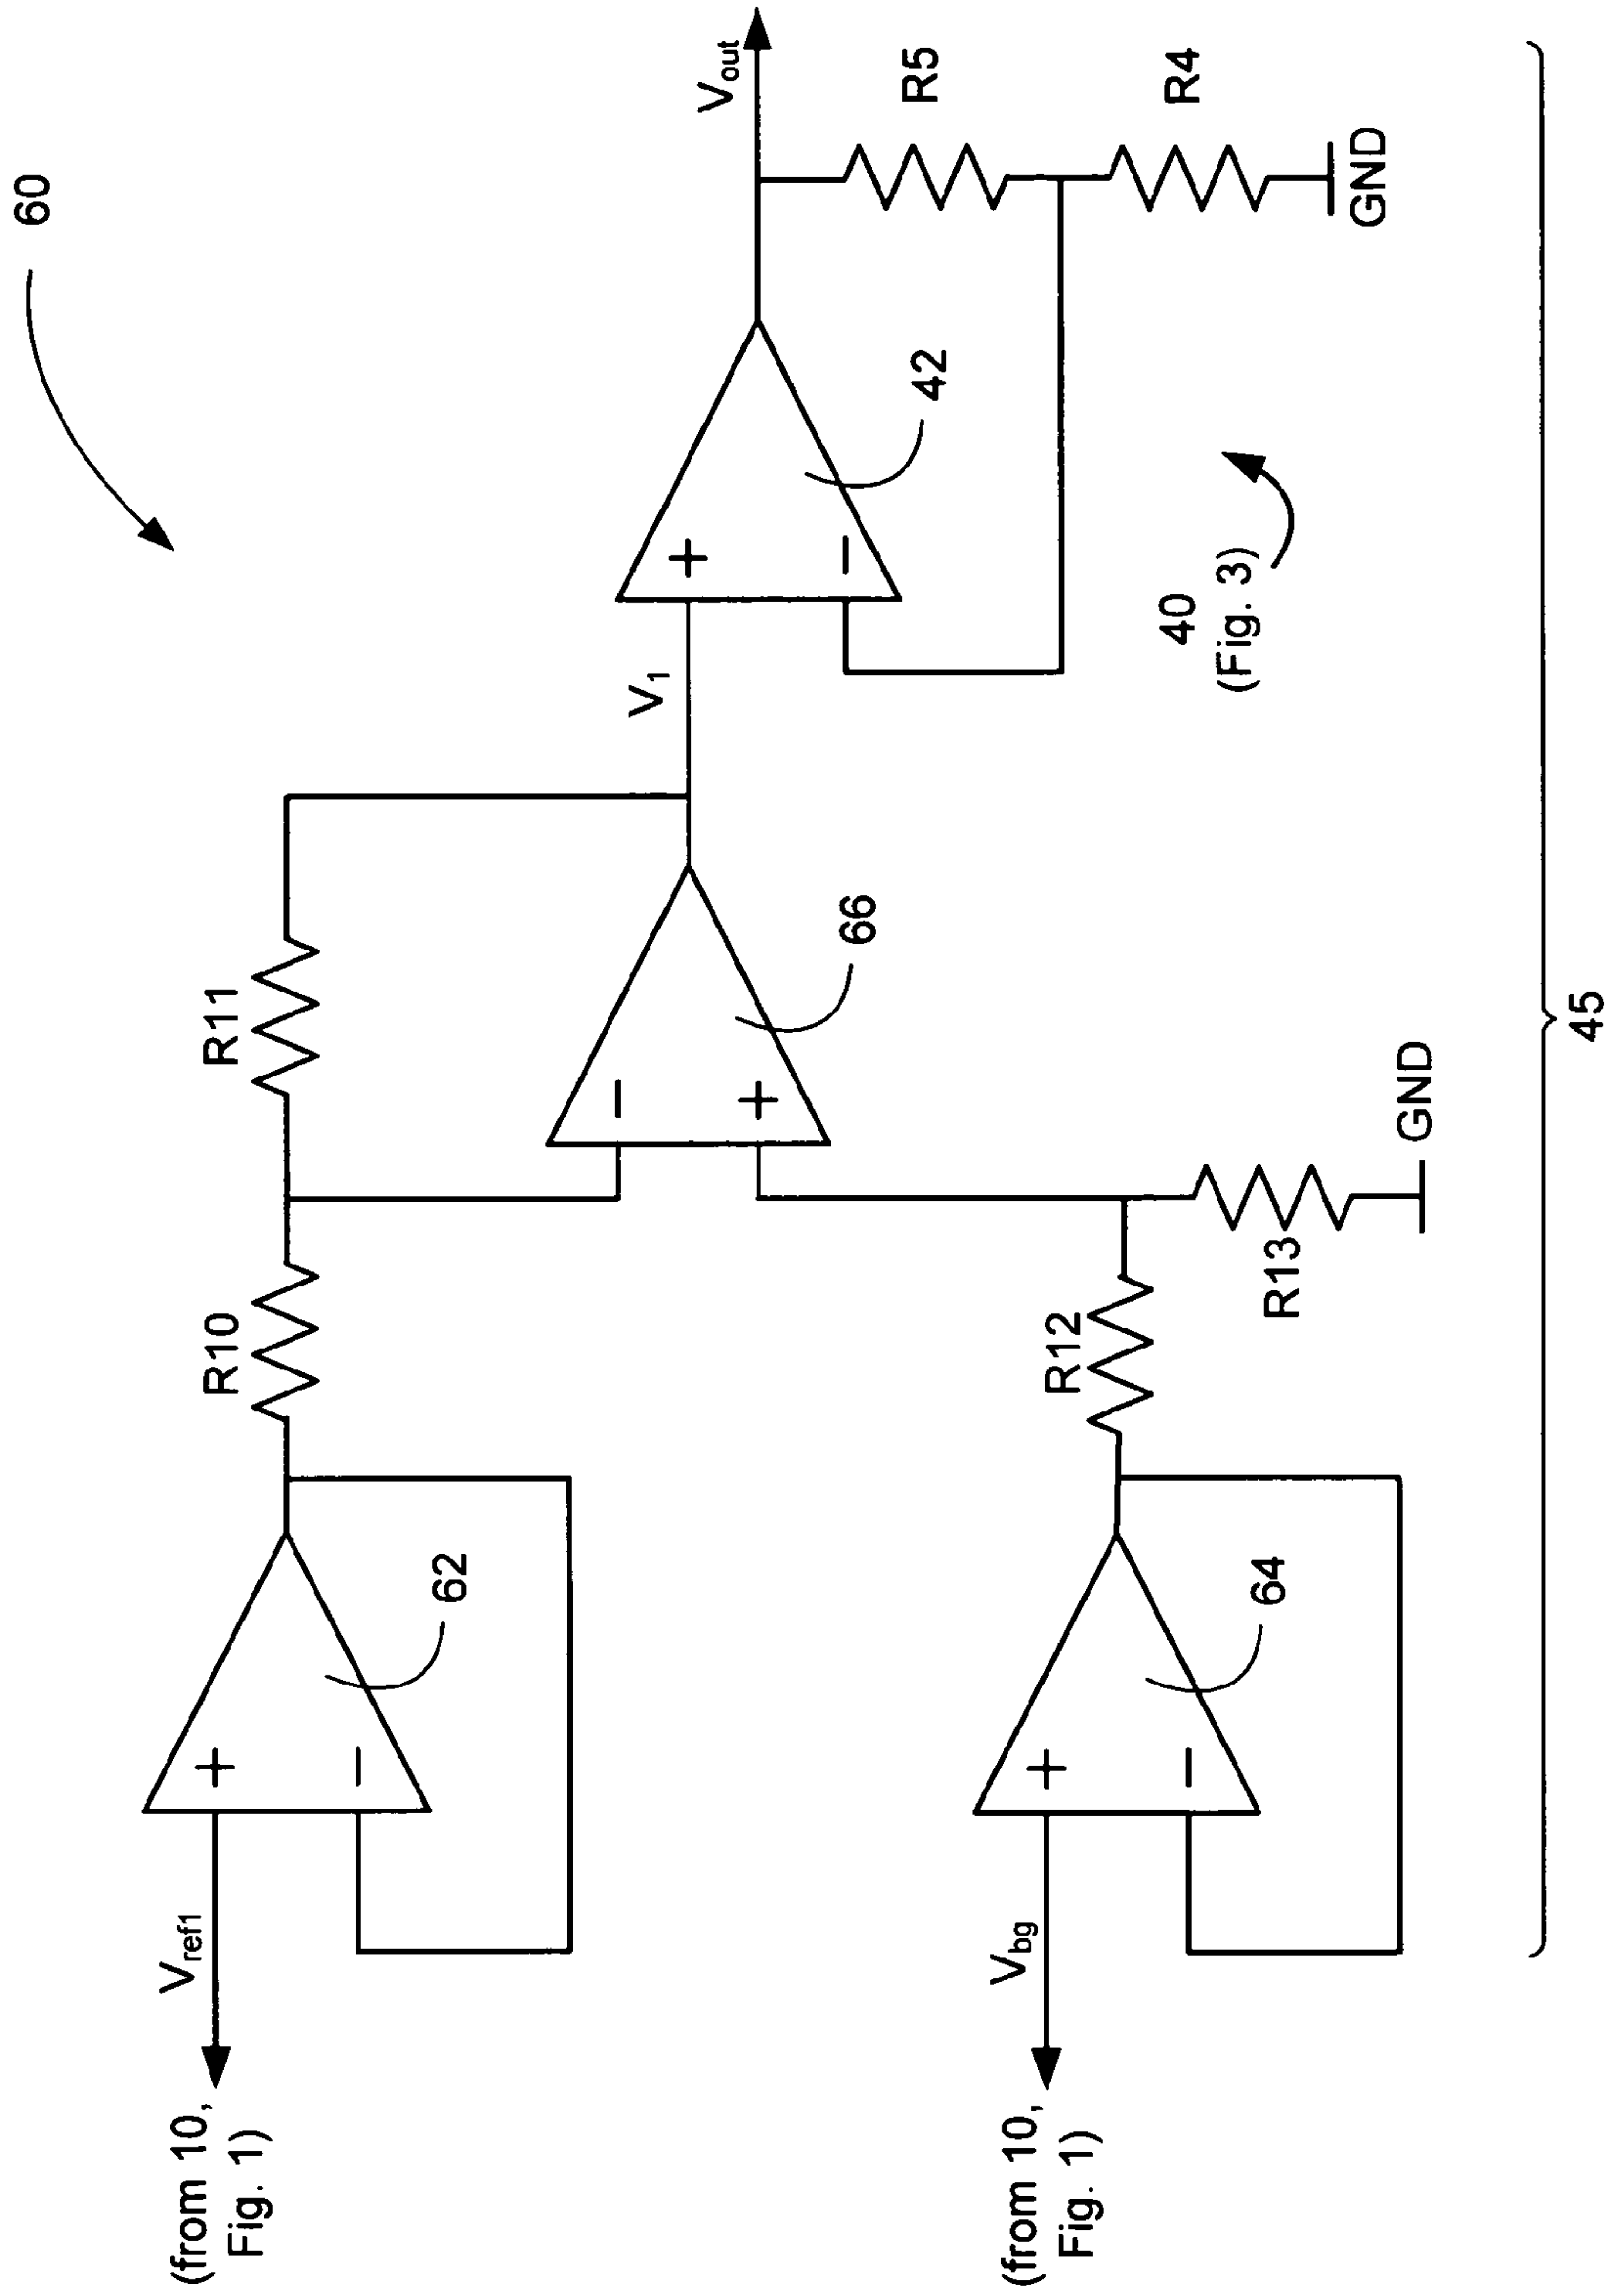 60
V_out
R5
R4
GND
42
40
(Fig. 3)
V_1
+
−
R11
66
−
+
R10
R12
R13
GND
62
+
−
64
+
−
V_ref1
V_bg
(from 10,
Fig. 1)
(from 10,
Fig. 1)
45